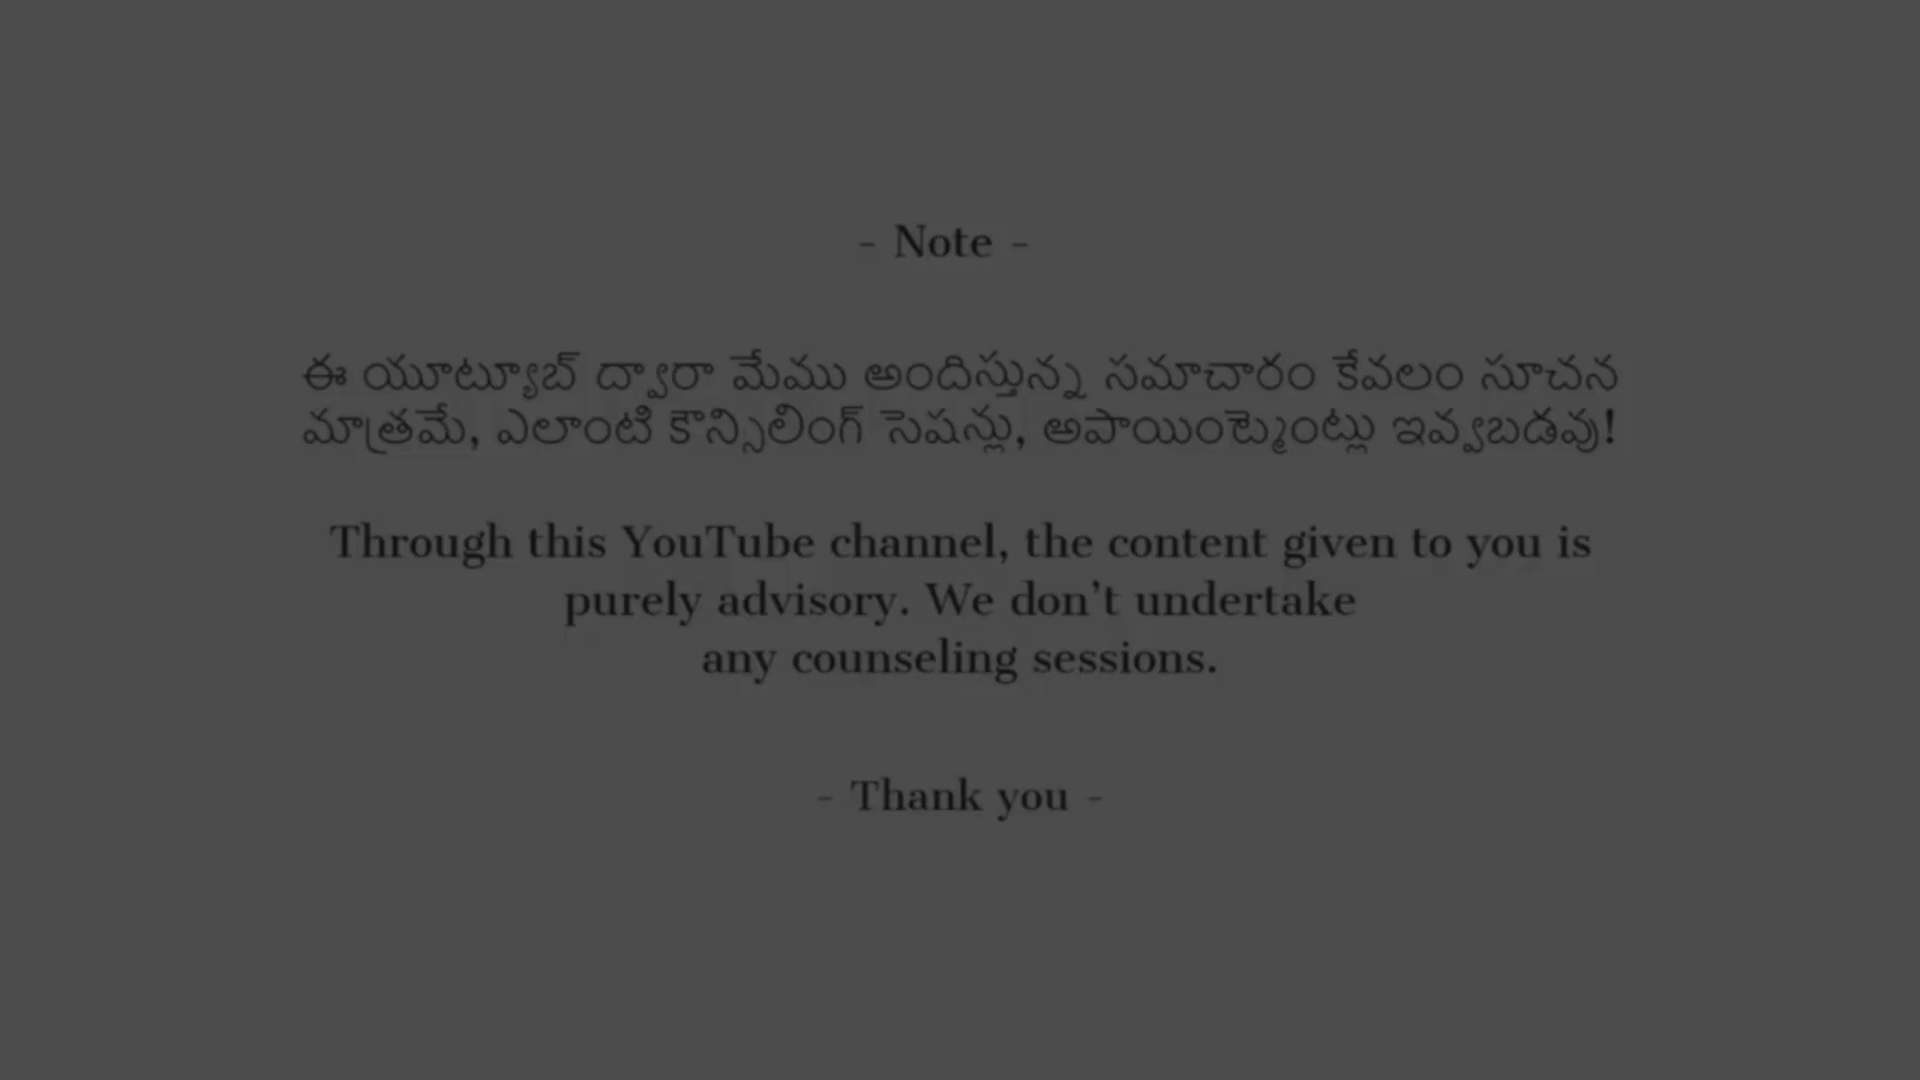 - Note -
ఈ యూట్యూబ్ ద్వారా మేము అందిస్తున్న సమాచారం కేవలం సూచన
మాత్రమే, ఎలాంటి కౌన్సిలింగ్ సెషన్లు, అపాయింట్మెంట్లు ఇవ్వబడవు!
Through this YouTube channel, the content given to you is
purely advisory. We don’t undertake
any counseling sessions.
- Thank you -